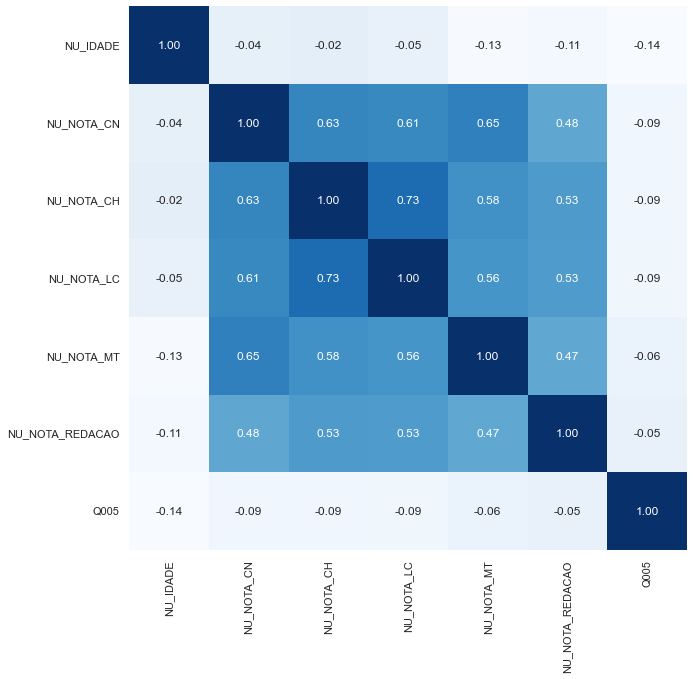 NU_IDADE 1.00 -0.04 -0.02 -0.05 -0.13 -0.11 -0.14
NU_NOTA_CN -0.04 1.00 0.63 0.61 0.65 0.48 -0.09
NU_NOTA_CH -0.02 0.63 1.00 0.73 0.58 0.53 -0.09
NU_NOTA_LC -0.05 0.61 0.73 1.00 0.56 0.53 -0.09
NU_NOTA_MT -0.13 0.65 0.58 0.56 1.00 0.47 -0.06
NU_NOTA_REDACAO -0.11 0.48 0.53 0.53 0.47 1.00 -0.05
Q005 -0.14 -0.09 -0.09 -0.09 -0.06 -0.05 1.00
NU_IDADE
NU_NOTA_CN
NU_NOTA_CH
NU_NOTA_LC
NU_NOTA_MT
NU_NOTA_REDACAO
Q005